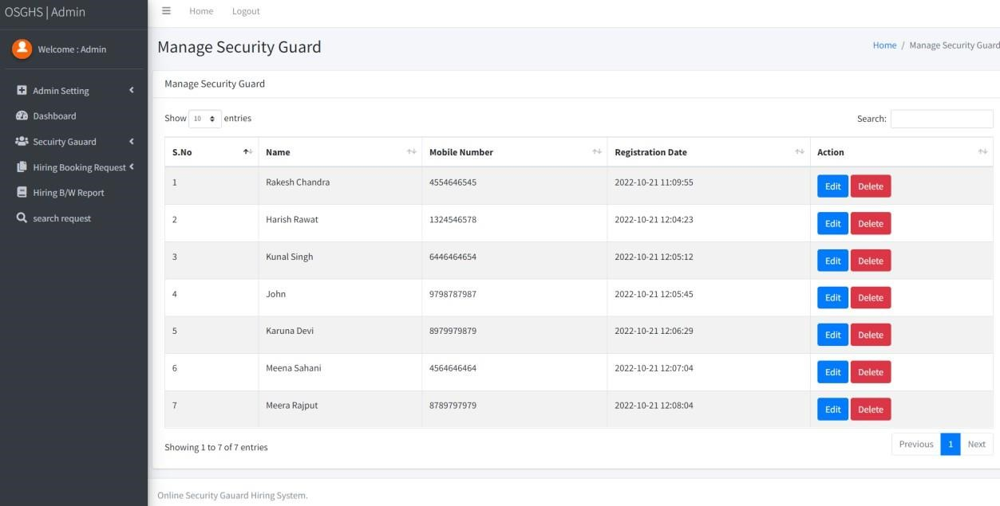 OSGHS | Admin
Home Logout
Welcome : Admin
Admin Setting
Dashboard
Secuirty Gauard
Hiring Booking Request
Hiring B/W Report
search request
Manage Security Guard
Home / Manage Security Guard
Manage Security Guard
Show 10 entries
Search:
S.No Name Mobile Number Registration Date Action
1 Rakesh Chandra 4554646545 2022-10-21 11:09:55 Edit Delete
2 Harish Rawat 1324546578 2022-10-21 12:04:23 Edit Delete
3 Kunal Singh 6446464654 2022-10-21 12:05:12 Edit Delete
4 John 9798787987 2022-10-21 12:05:45 Edit Delete
5 Karuna Devi 8979979879 2022-10-21 12:06:29 Edit Delete
6 Meena Sahani 4564646464 2022-10-21 12:07:04 Edit Delete
7 Meera Rajput 8789797979 2022-10-21 12:08:04 Edit Delete
Showing 1 to 7 of 7 entries
Previous 1 Next
Online Security Gauard Hiring System.